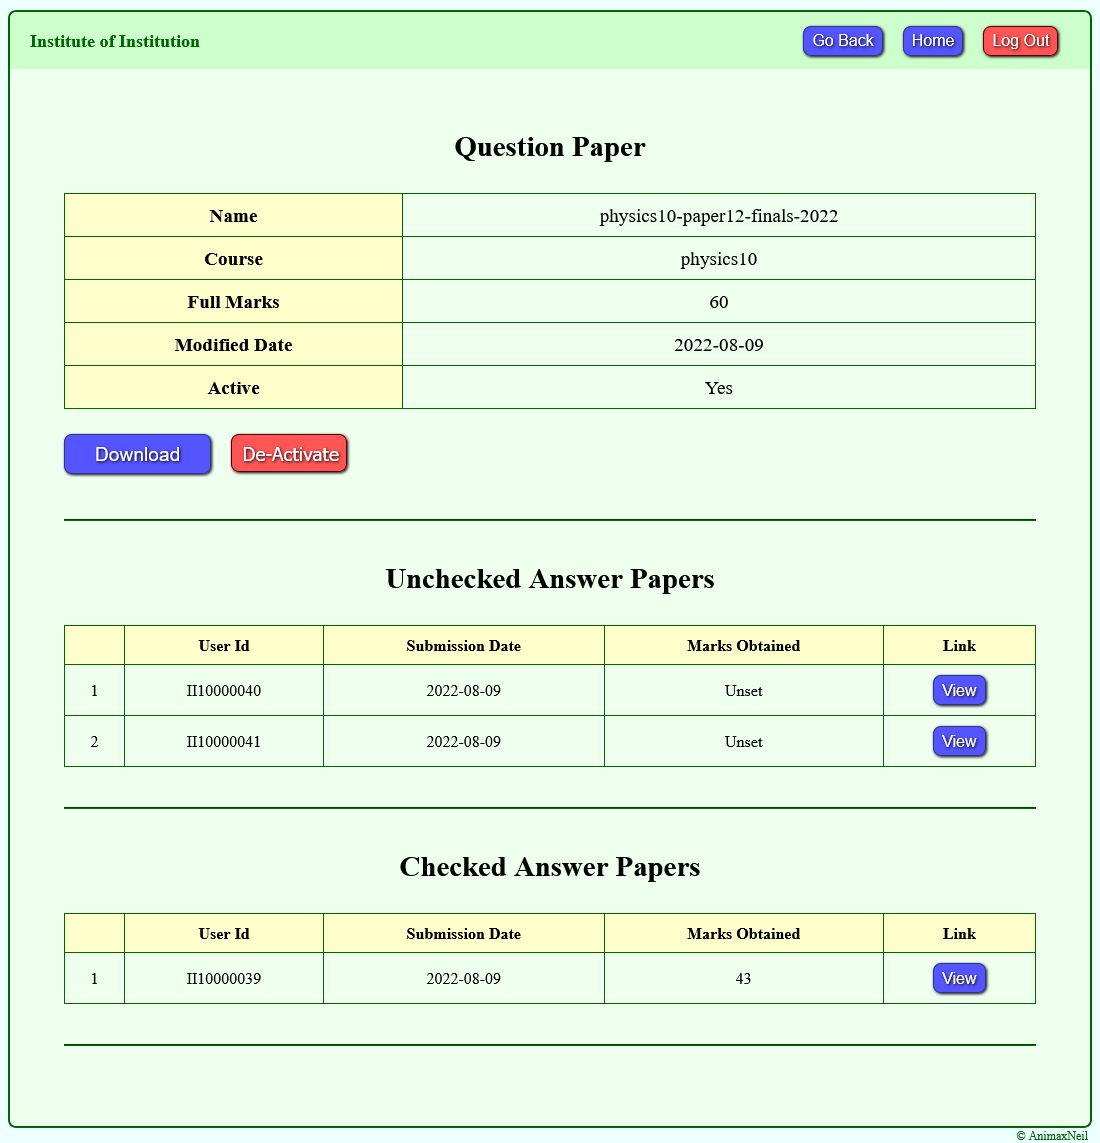 Institute of Institution Go Back Home Log Out
Question Paper
Name physics10-paper12-finals-2022
Course physics10
Full Marks 60
Modified Date 2022-08-09
Active Yes
Download De-Activate
Unchecked Answer Papers
User Id Submission Date Marks Obtained Link
1 II10000040 2022-08-09 Unset View
2 II10000041 2022-08-09 Unset View
Checked Answer Papers
User Id Submission Date Marks Obtained Link
1 II10000039 2022-08-09 43 View
© AnimaxNeil